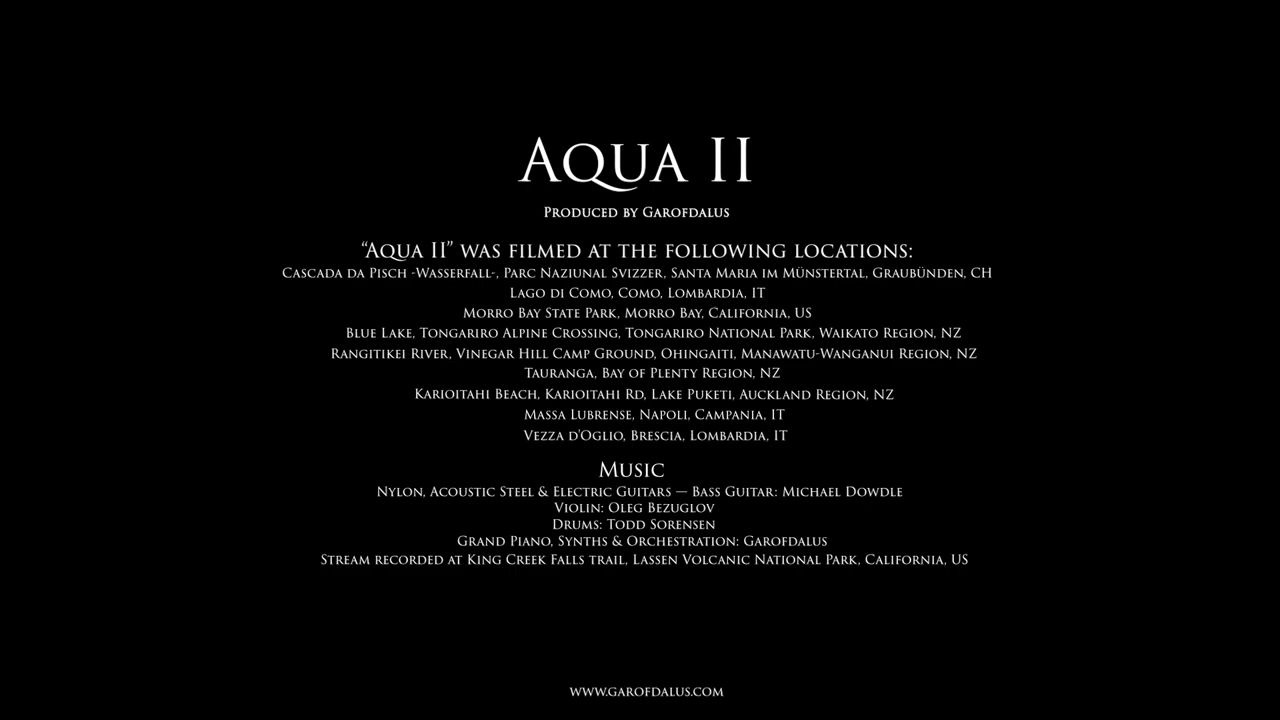 Aqua II
Produced by Garofdalus
“Aqua II” was filmed at the following locations:
Cascada da Pisch -Wasserfall-, Parc Naziunal Svizzer, Santa Maria im Münstertal, Graubünden, CH
Lago di Como, Como, Lombardia, IT
Morro Bay State Park, Morro Bay, California, US
Blue Lake, Tongariro Alpine Crossing, Tongariro National Park, Waikato Region, NZ
Rangitikei River, Vinegar Hill Camp Ground, Ohingaiti, Manawatu-Wanganui Region, NZ
Tauranga, Bay of Plenty Region, NZ
Karioitahi Beach, Karioitahi Rd, Lake Puketi, Auckland Region, NZ
Massa Lubrense, Napoli, Campania, IT
Vezza d'Oglio, Brescia, Lombardia, IT
Music
Nylon, Acoustic Steel & Electric Guitars — Bass Guitar: Michael Dowdle
Violin: Oleg Bezuglov
Drums: Todd Sorensen
Grand Piano, Synths & Orchestration: Garofdalus
Stream recorded at King Creek Falls trail, Lassen Volcanic National Park, California, US
www.garofdalus.com